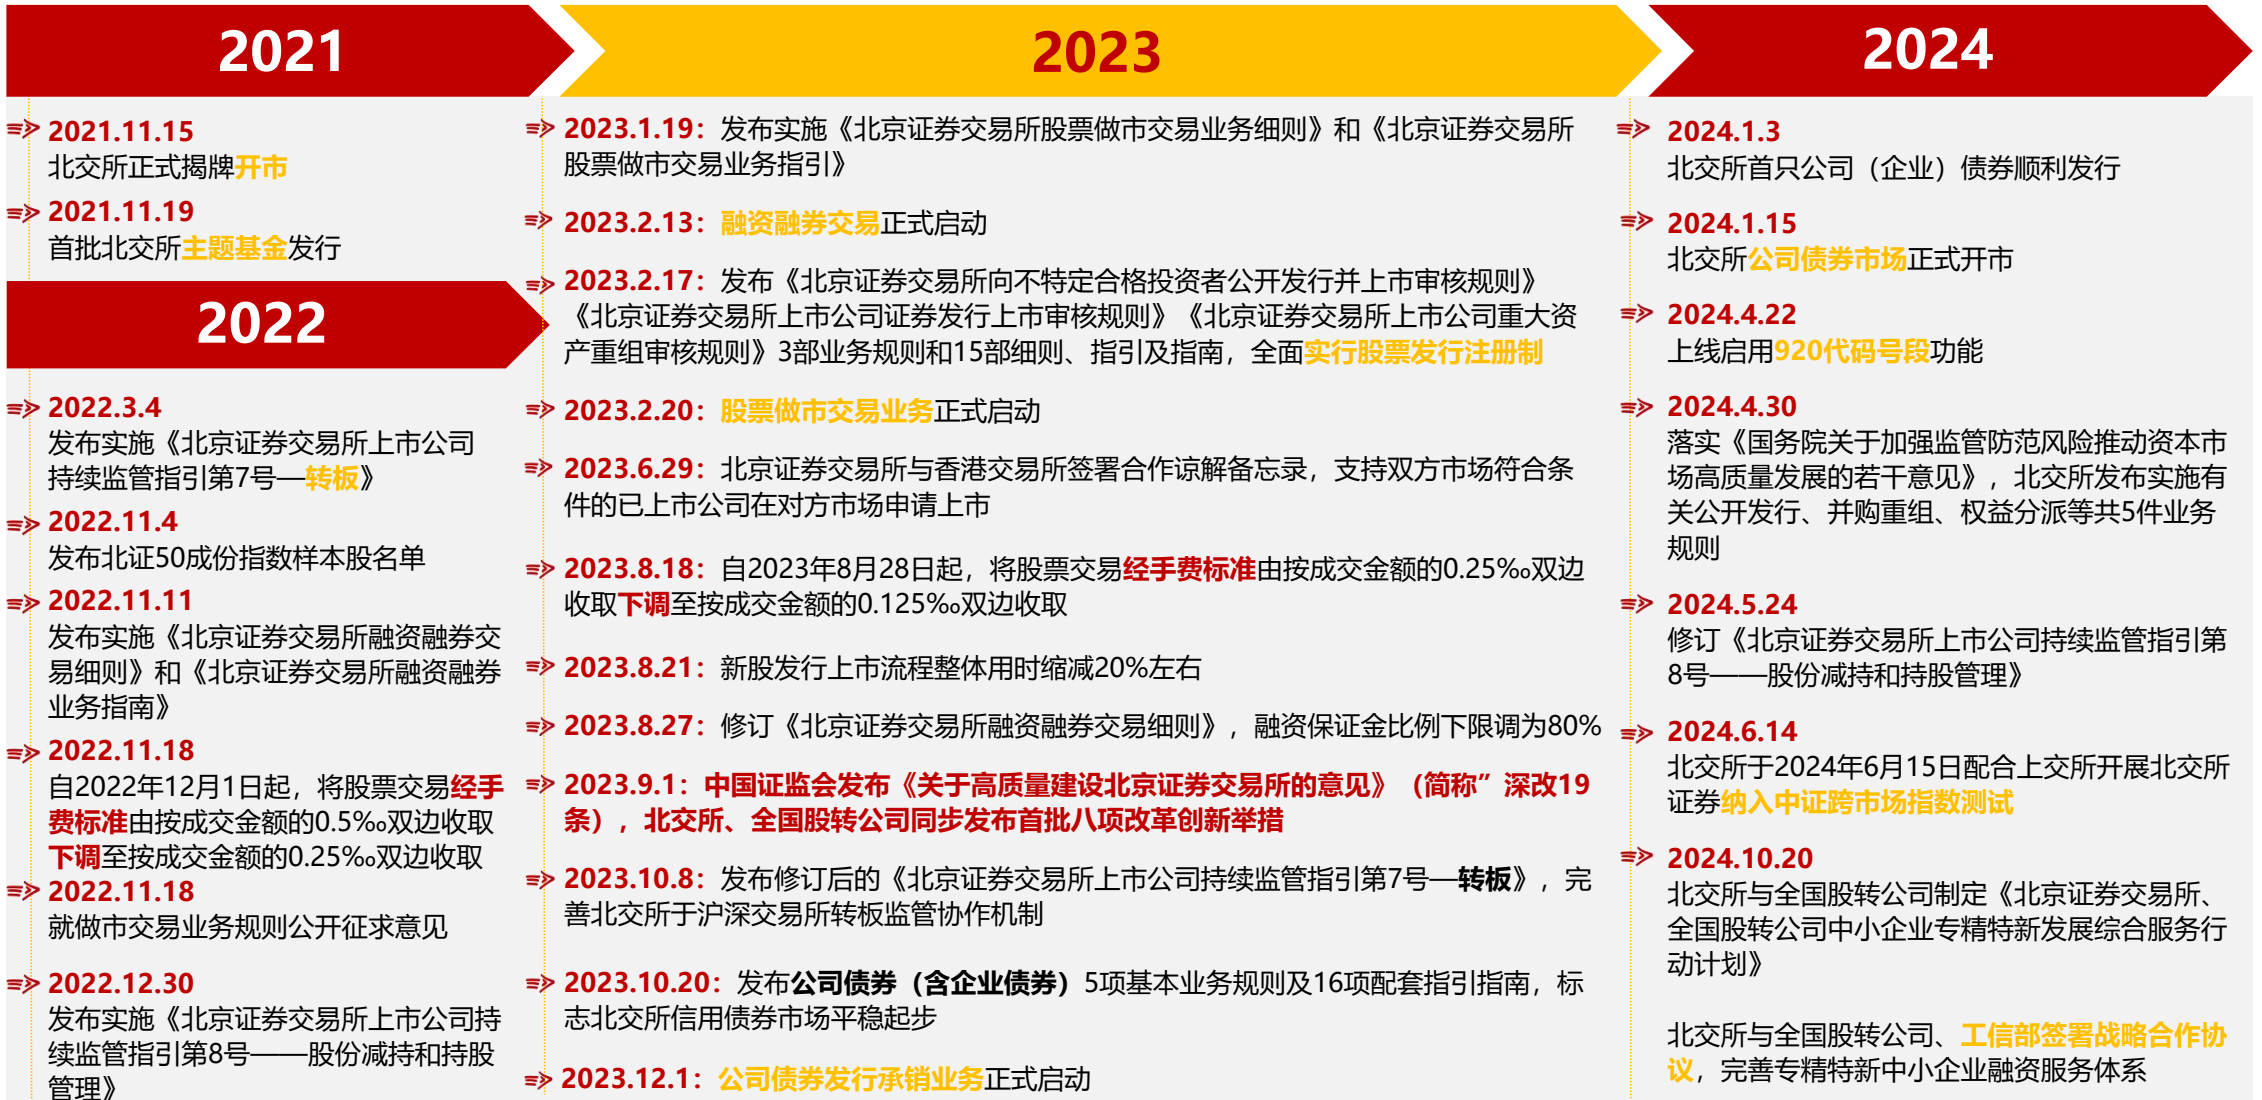 2021
2021.11.15
北交所正式揭牌开市
2021.11.19
首批北交所主题基金发行
2022
2022.3.4
发布实施《北京证券交易所上市公司
持续监管指引第7号—转板》
2022.11.4
发布北证50成份指数样本股名单
2022.11.11
发布实施《北京证券交易所融资融券交
易细则》和《北京证券交易所融资融券
业务指南》
2022.11.18
自2022年12月1日起，将股票交易经手
费标准由按成交金额的0.5‰双边收取
下调至按成交金额的0.25‰双边收取
2022.11.18
就做市交易业务规则公开征求意见
2022.12.30
发布实施《北京证券交易所上市公司持
续监管指引第8号——股份减持和持股
管理》
2023
2023.1.19：发布实施《北京证券交易所股票做市交易业务细则》和《北京证券交易所
股票做市交易业务指引》
2023.2.13：融资融券交易正式启动
2023.2.17：发布《北京证券交易所向不特定合格投资者公开发行并上市审核规则》
《北京证券交易所上市公司证券发行上市审核规则》《北京证券交易所上市公司重大资
产重组审核规则》3部业务规则和15部细则、指引及指南，全面实行股票发行注册制
2023.2.20：股票做市交易业务正式启动
2023.6.29：北京证券交易所与香港交易所签署合作谅解备忘录，支持双方市场符合条
件的已上市公司在对方市场申请上市
2023.8.18：自2023年8月28日起，将股票交易经手费标准由按成交金额的0.25‰双边
收取下调至按成交金额的0.125‰双边收取
2023.8.21：新股发行上市流程整体用时缩减20%左右
2023.8.27：修订《北京证券交易所融资融券交易细则》，融资保证金比例下限调为80%
2023.9.1：中国证监会发布《关于高质量建设北京证券交易所的意见》（简称”深改19
条），北交所、全国股转公司同步发布首批八项改革创新举措
2023.10.8：发布修订后的《北京证券交易所上市公司持续监管指引第7号—转板》，完
善北交所于沪深交易所转板监管协作机制
2023.10.20：发布公司债券（含企业债券）5项基本业务规则及16项配套指引指南，标
志北交所信用债券市场平稳起步
2023.12.1：公司债券发行承销业务正式启动
2024
2024.1.3
北交所首只公司（企业）债券顺利发行
2024.1.15
北交所公司债券市场正式开市
2024.4.22
上线启用920代码号段功能
2024.4.30
落实《国务院关于加强监管防范风险推动资本市
场高质量发展的若干意见》，北交所发布实施有
关公开发行、并购重组、权益分派等共5件业务
规则
2024.5.24
修订《北京证券交易所上市公司持续监管指引第
8号——股份减持和持股管理》
2024.6.14
北交所于2024年6月15日配合上交所开展北交所
证券纳入中证跨市场指数测试
2024.10.20
北交所与全国股转公司制定《北京证券交易所、
全国股转公司中小企业专精特新发展综合服务行
动计划》
北交所与全国股转公司、工信部签署战略合作协
议，完善专精特新中小企业融资服务体系